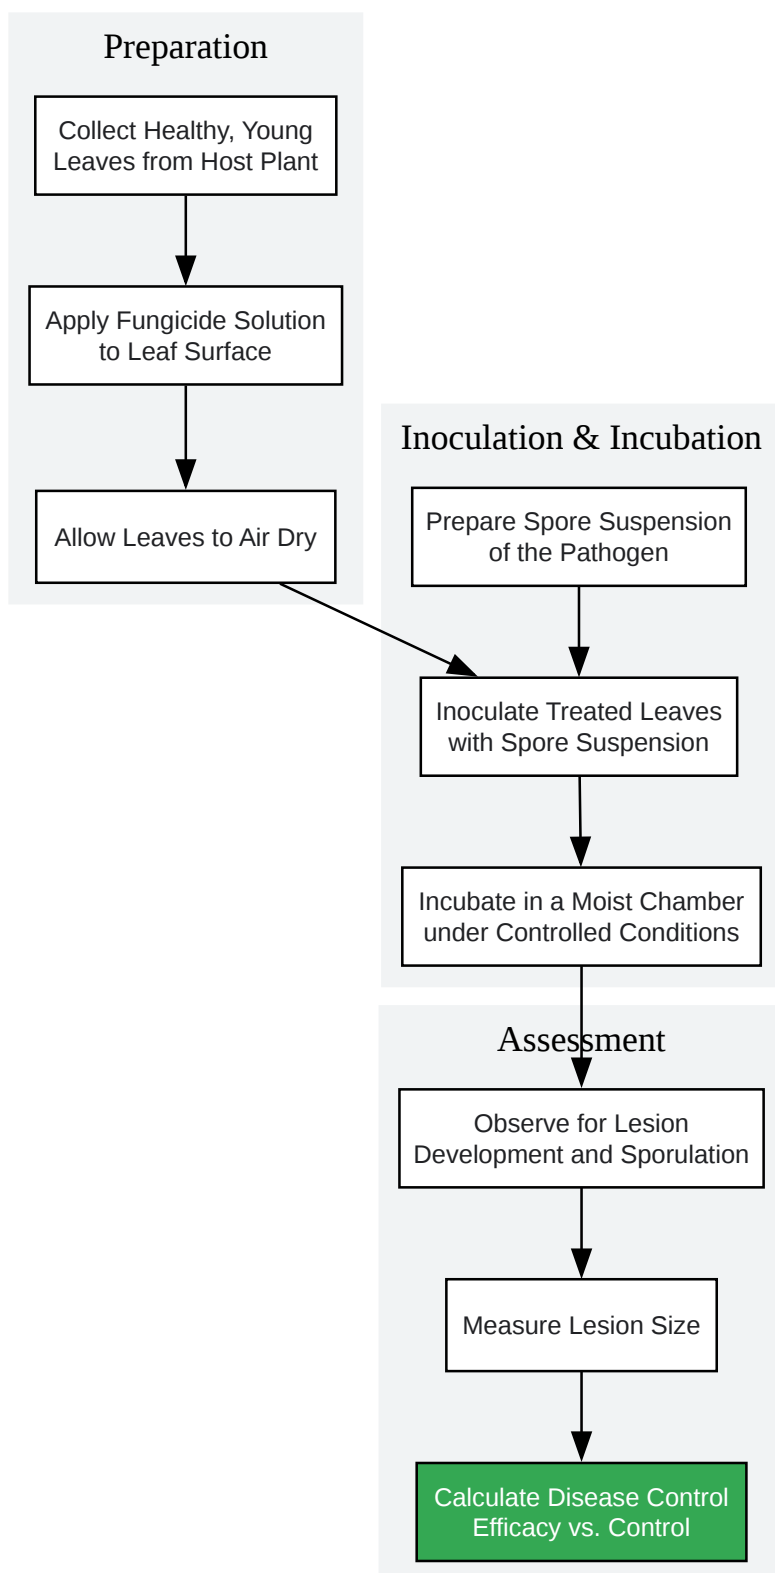 Preparation
Collect Healthy, Young
Leaves from Host Plant
Apply Fungicide Solution
to Leaf Surface
Allow Leaves to Air Dry
Inoculation & Incubation
Prepare Spore Suspension
of the Pathogen
Inoculate Treated Leaves
with Spore Suspension
Incubate in a Moist Chamber
under Controlled Conditions
Assessment
Observe for Lesion
Development and Sporulation
Measure Lesion Size
Calculate Disease Control
Efficacy vs. Control